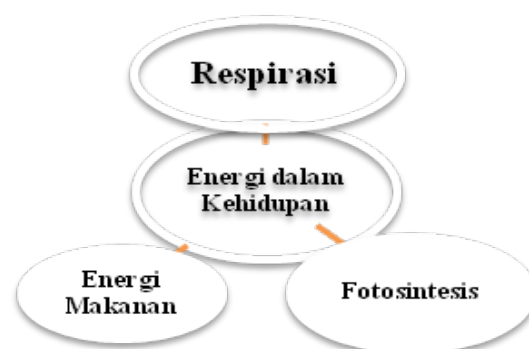 Respirasi
Energi dalam
Kehidupan
Energi
Makanan
Fotosintesis